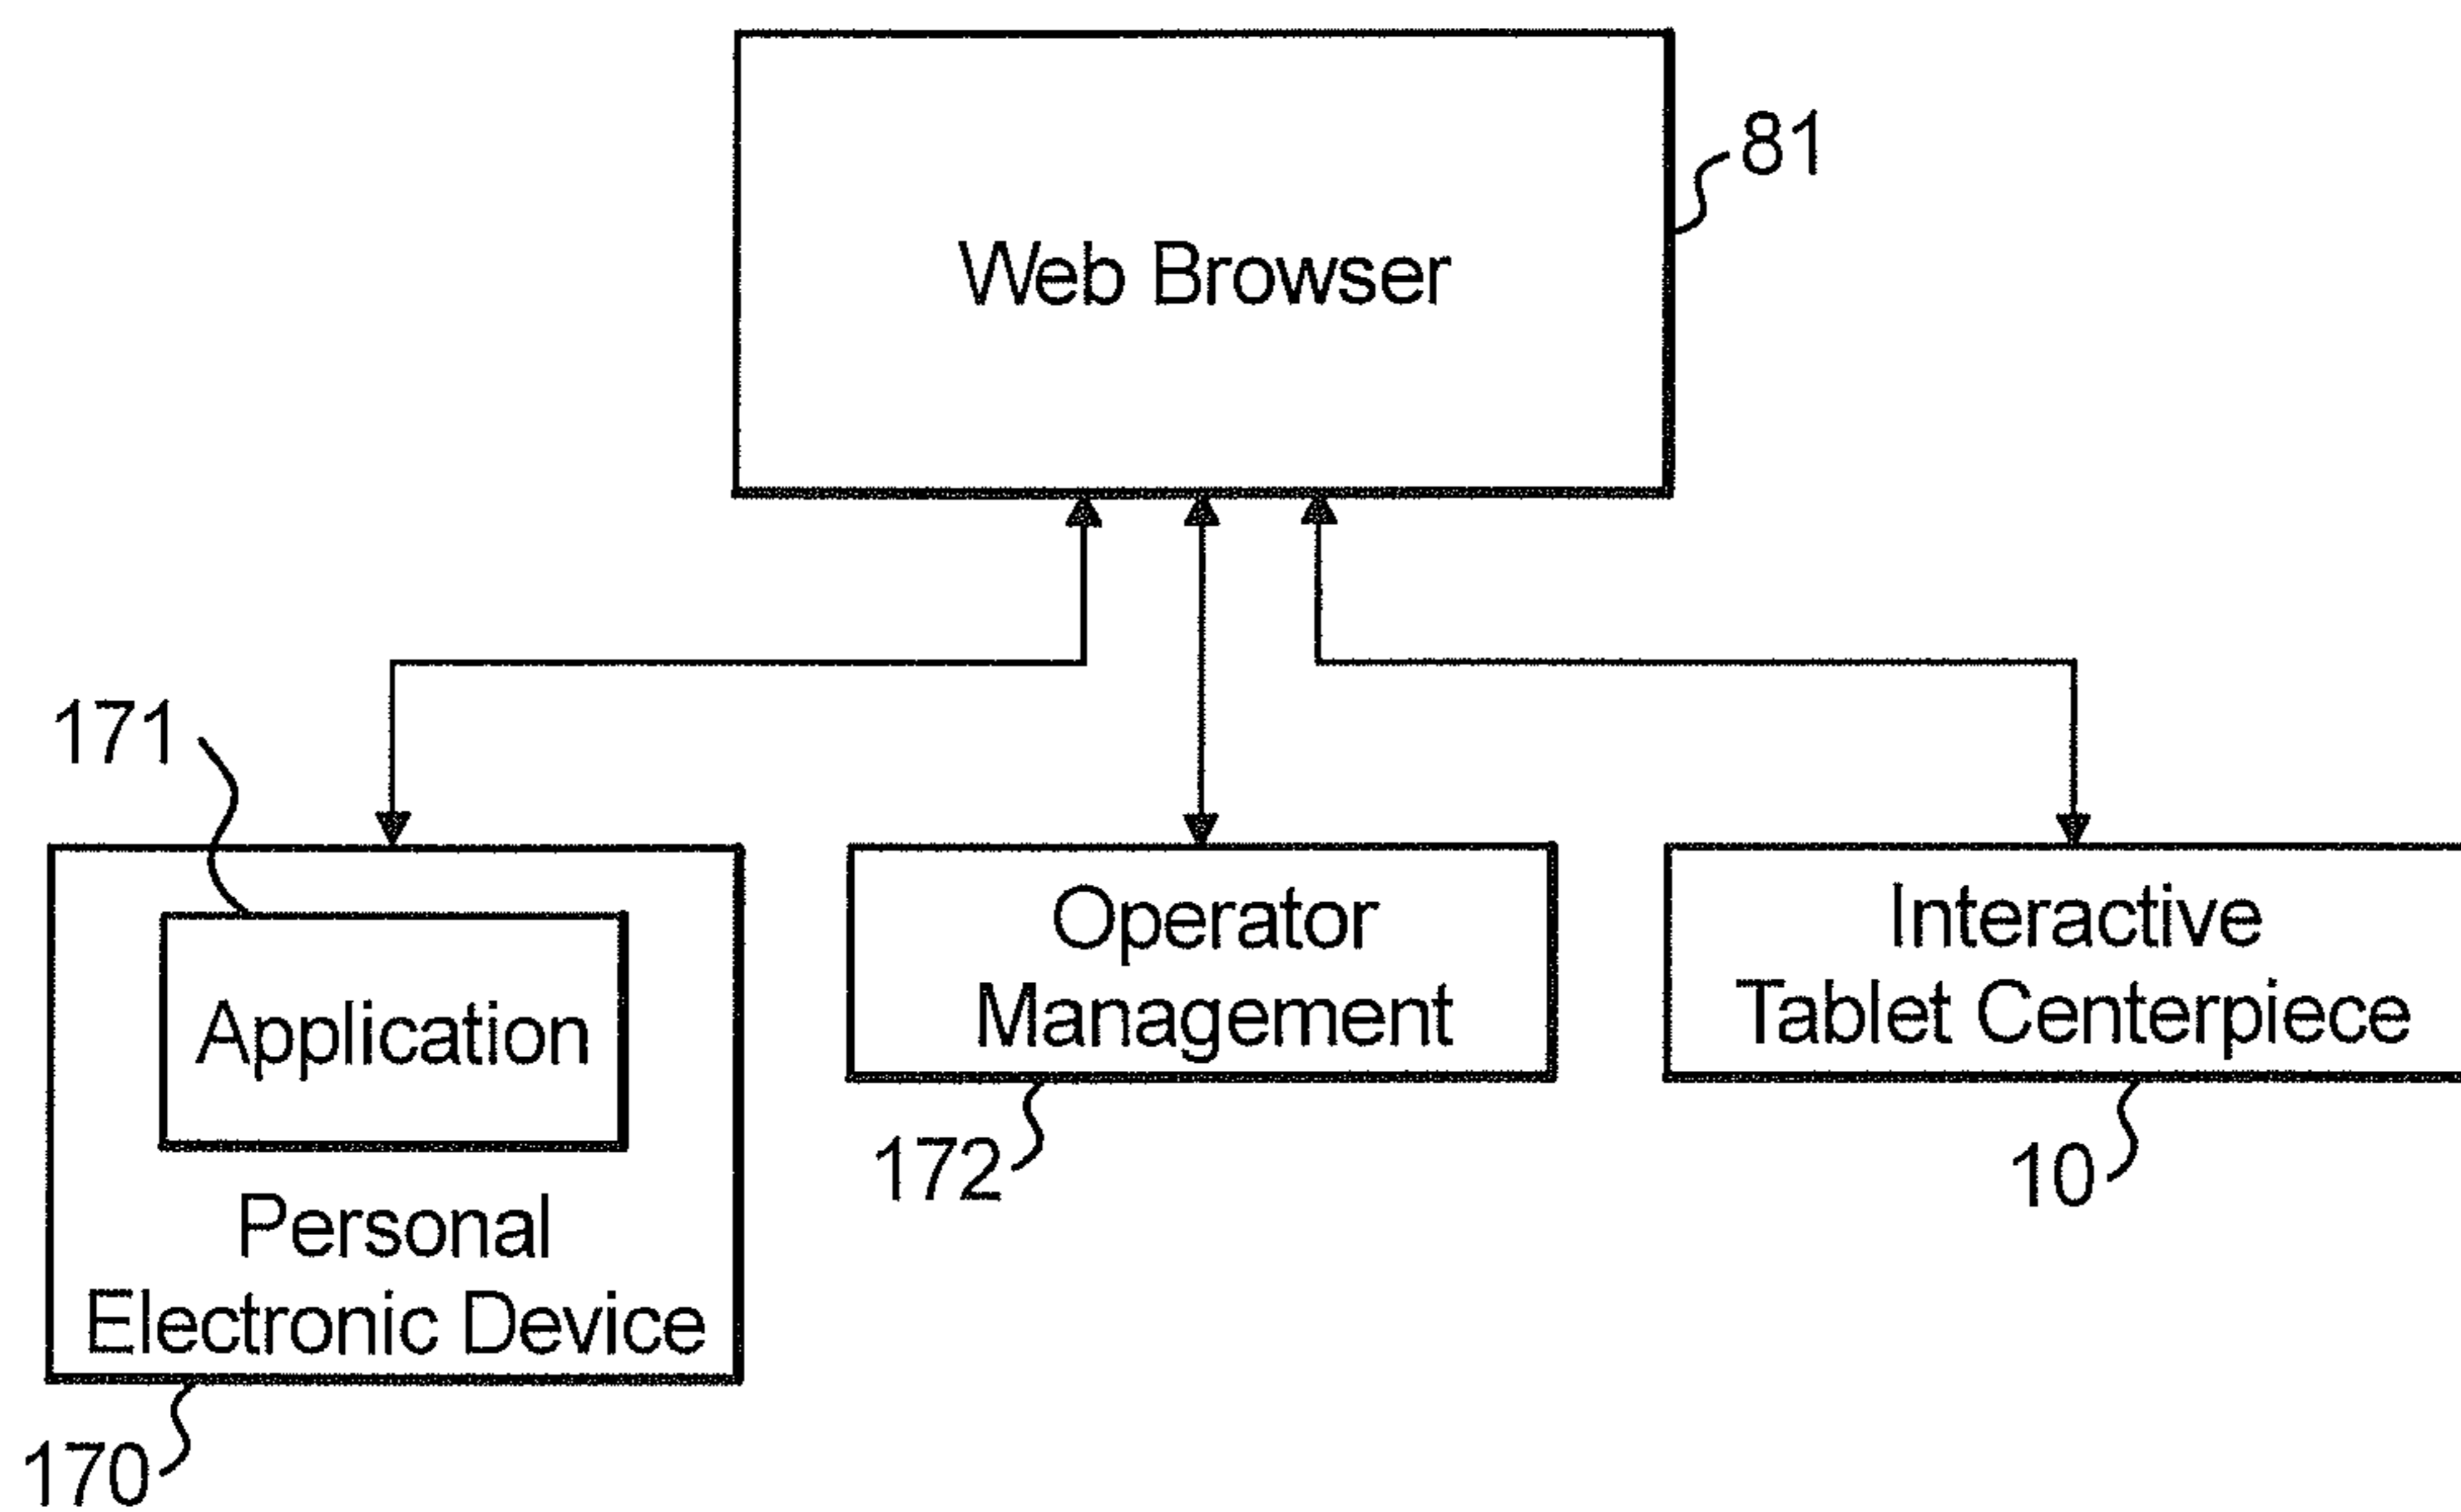 Web Browser
81
171
Application
Personal
Electronic Device
170
Operator
Management
172
Interactive
Tablet Centerpiece
10